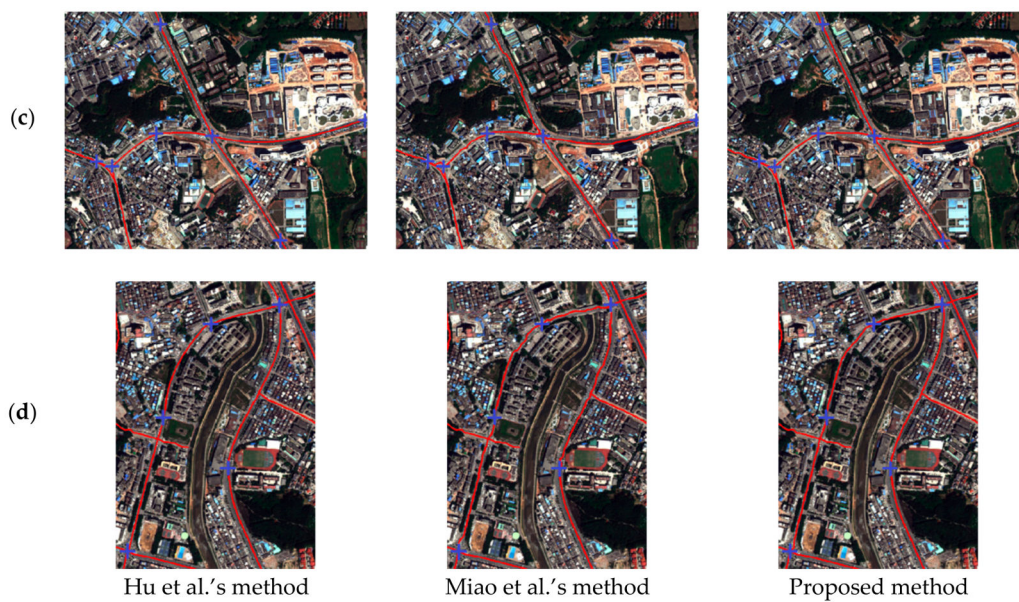 (c)
(d)
Hu et al.'s method
Miao et al.'s method
Proposed method